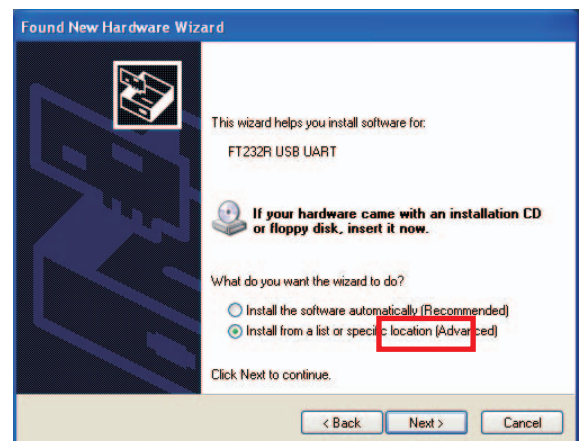 Found New Hardware Wizard
This wizard helps you install software for:
FT232R USB UART
If your hardware came with an installation CD
or floppy disk, insert it now.
What do you want the wizard to do?
Install the software automatically (Recommended)
Install from a list or specific location (Advanced)
Click Next to continue.
< Back
Next >
Cancel